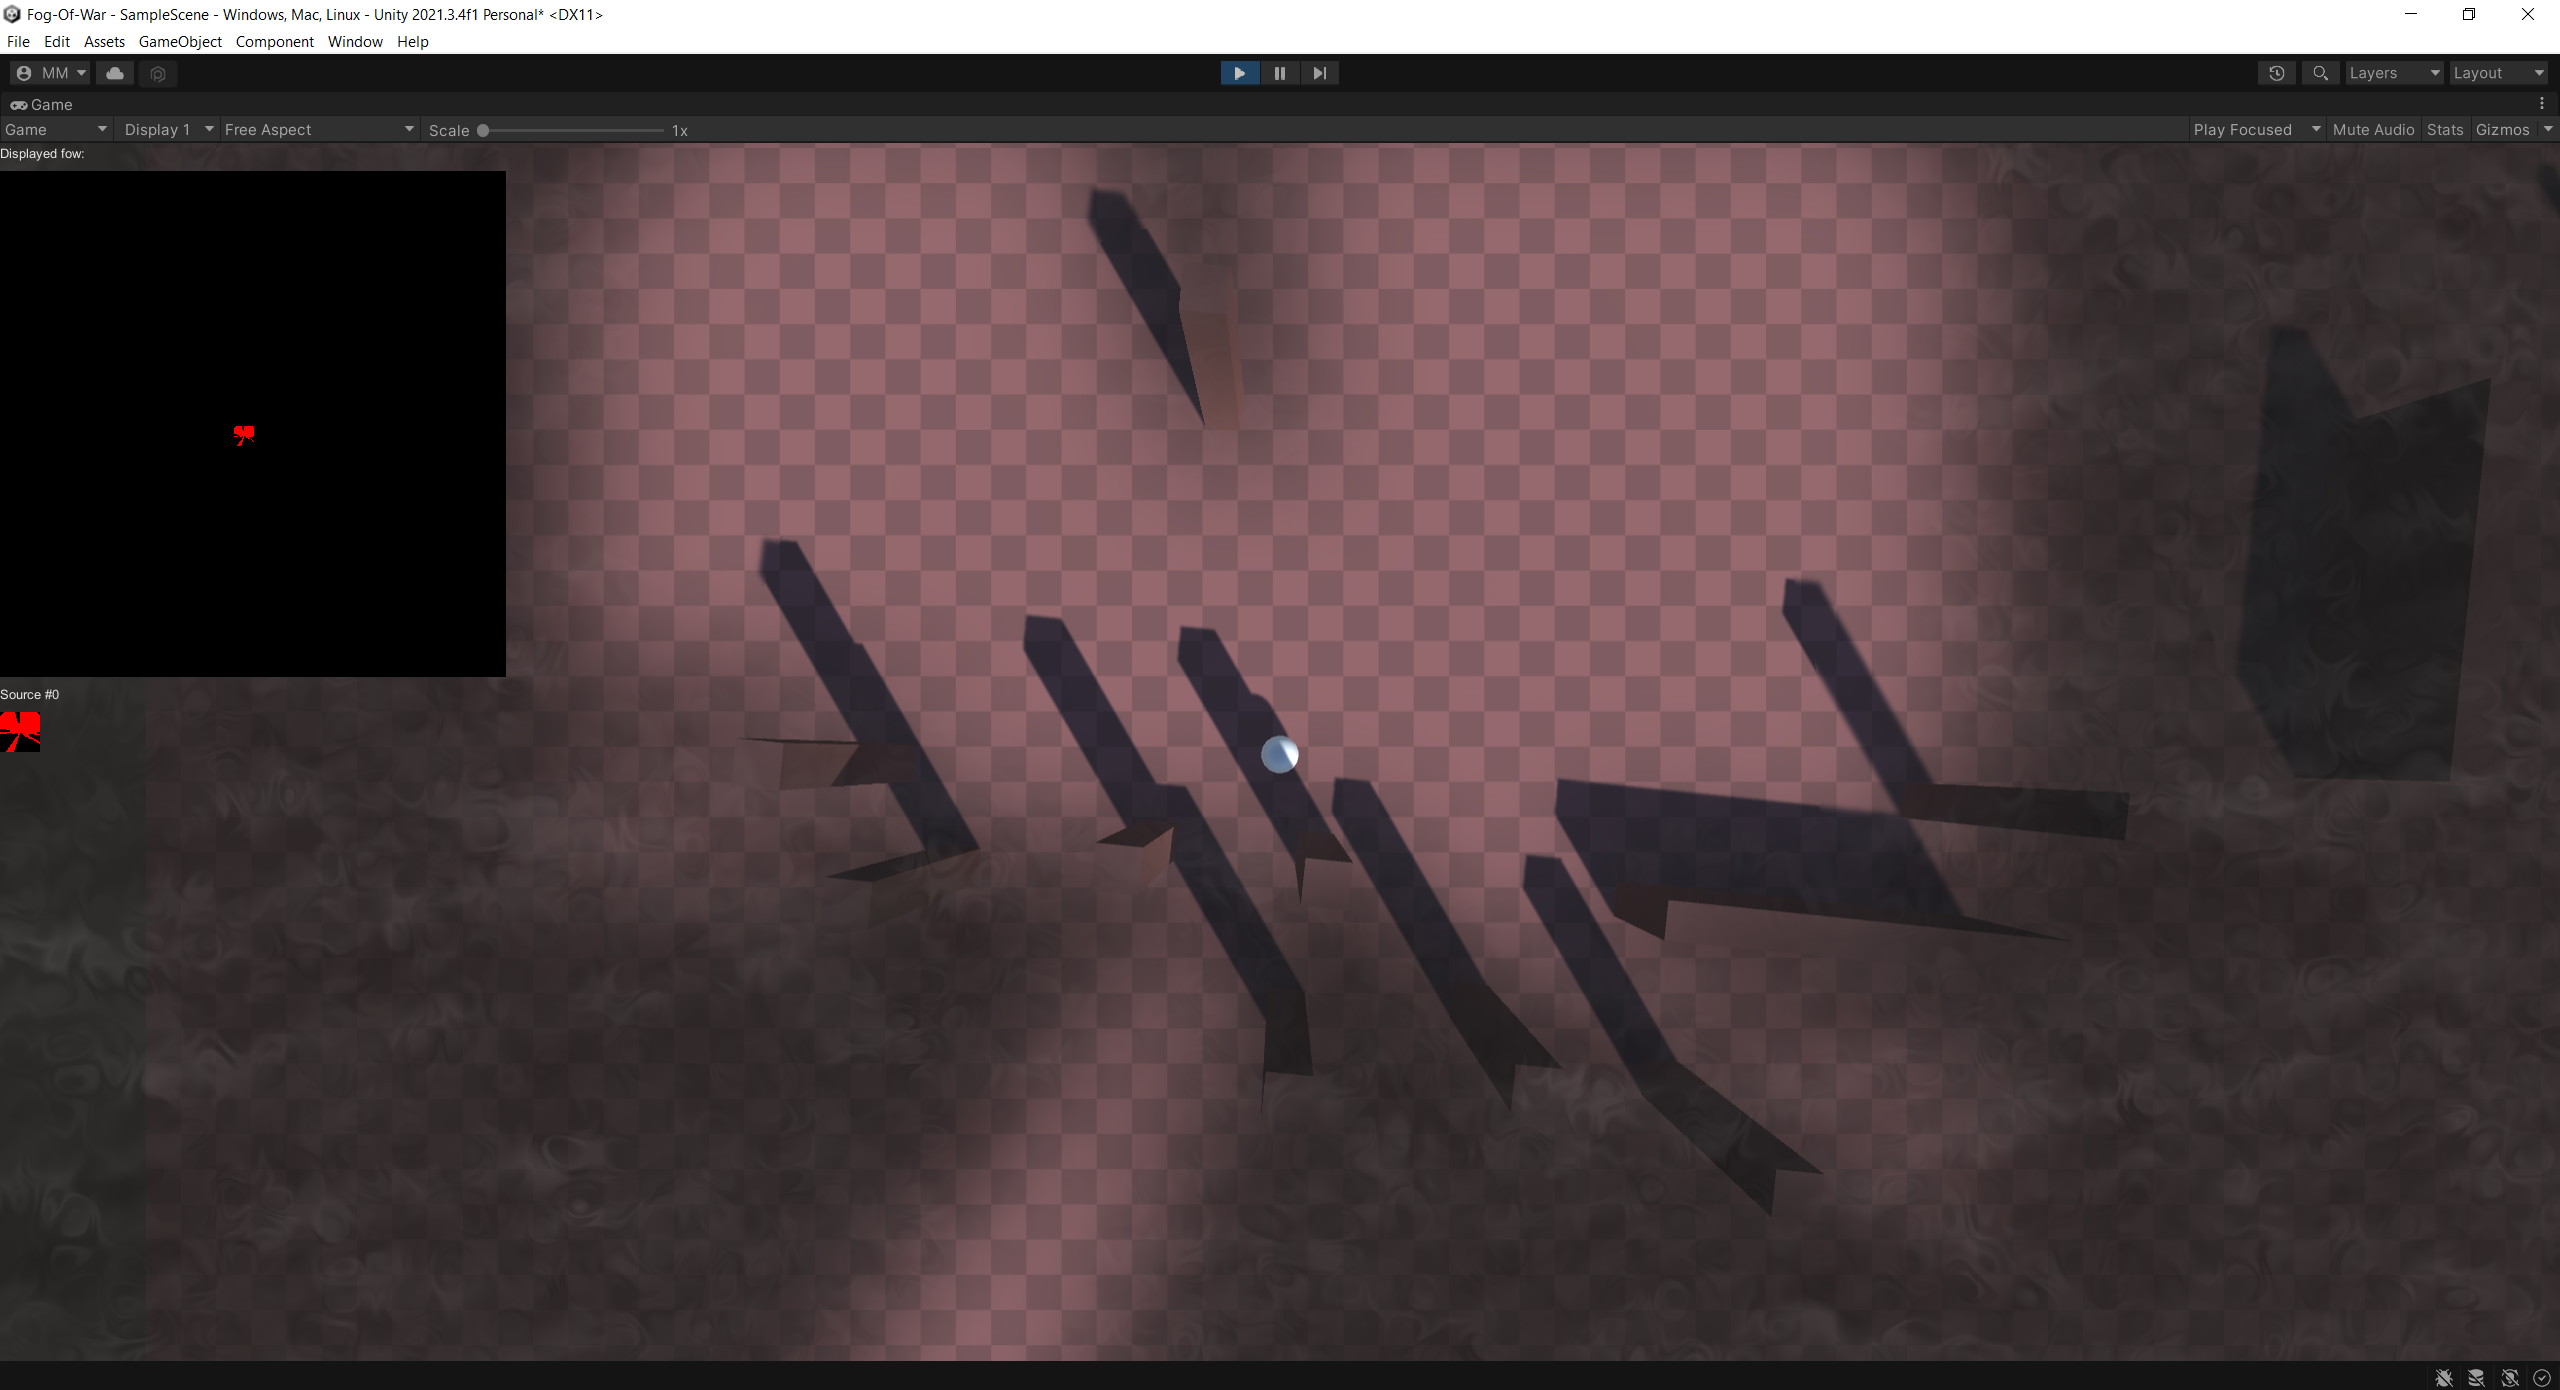 Fog-Of-War - SampleScene - Windows, Mac, Linux - Unity 2021.3.4f1 Personal* <DX11>
File Edit Assets GameObject Component Window Help
MM Layers Layout
Game
Game Display 1 Free Aspect Scale 1x Play Focused Mute Audio Stats Gizmos
Displayed fow:
Source #0